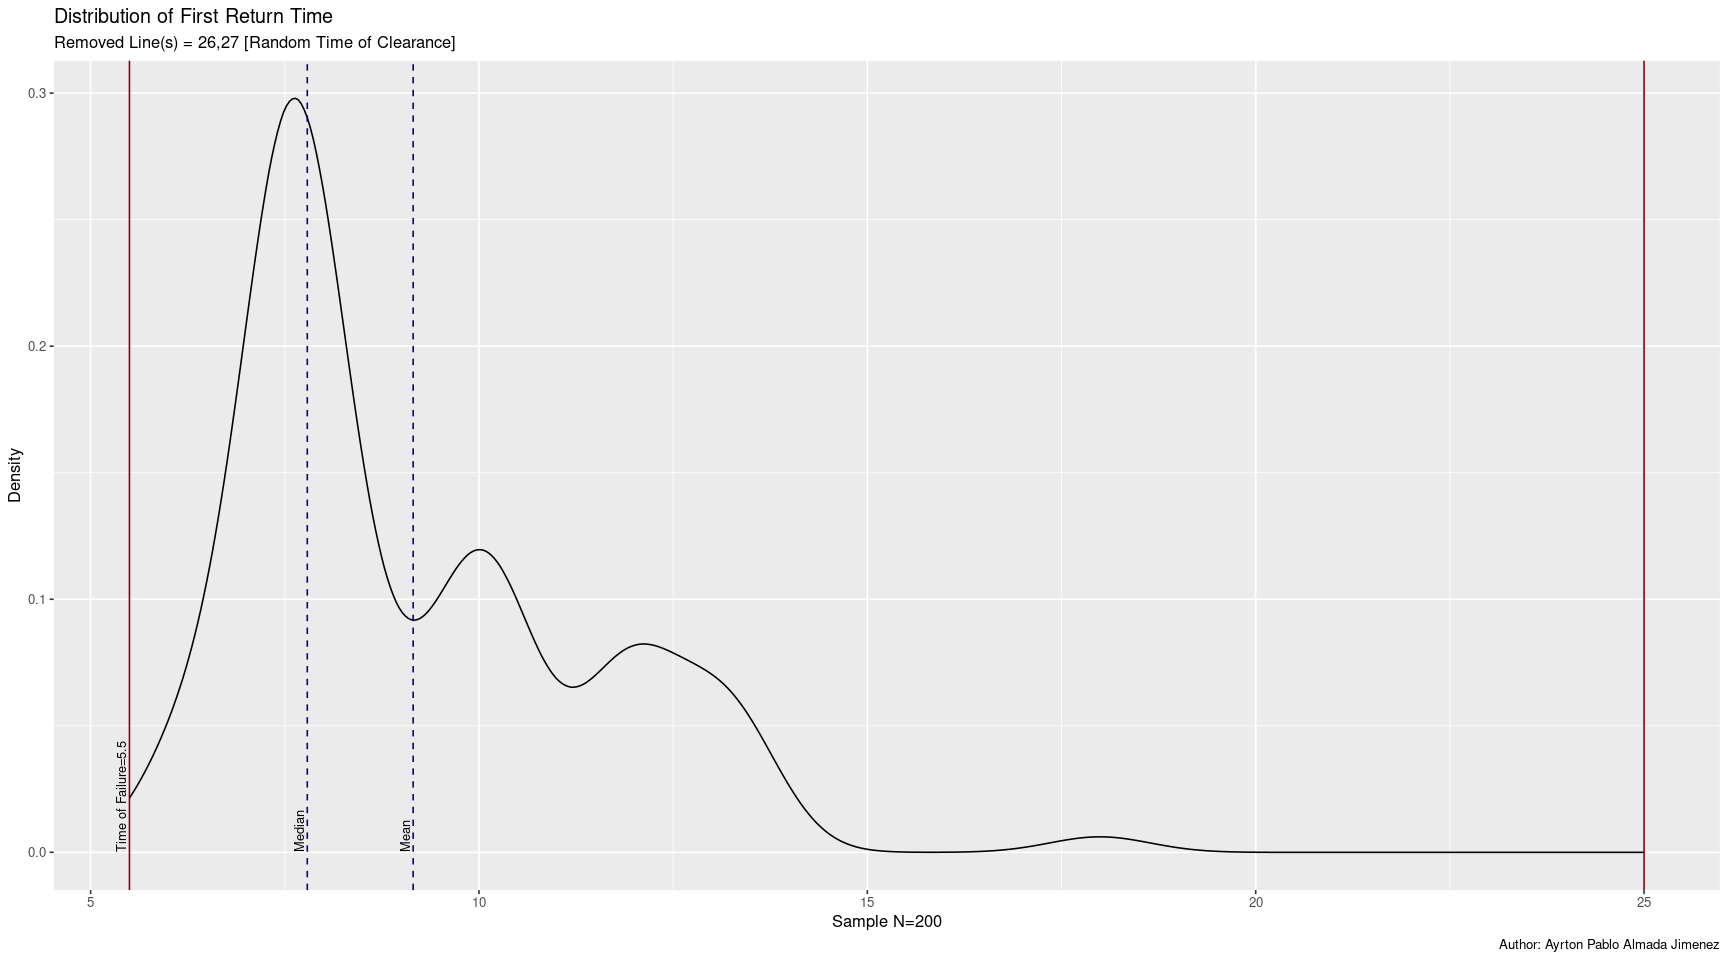 Distribution of First Return Time
Removed Line(s) = 26,27 [Random Time of Clearance]
Density
0.3
0.2
0.1
0.0
Time of Failure=5.5
Median
Mean
5
10
15
20
25
Sample N=200
Author: Ayrton Pablo Almada Jimenez